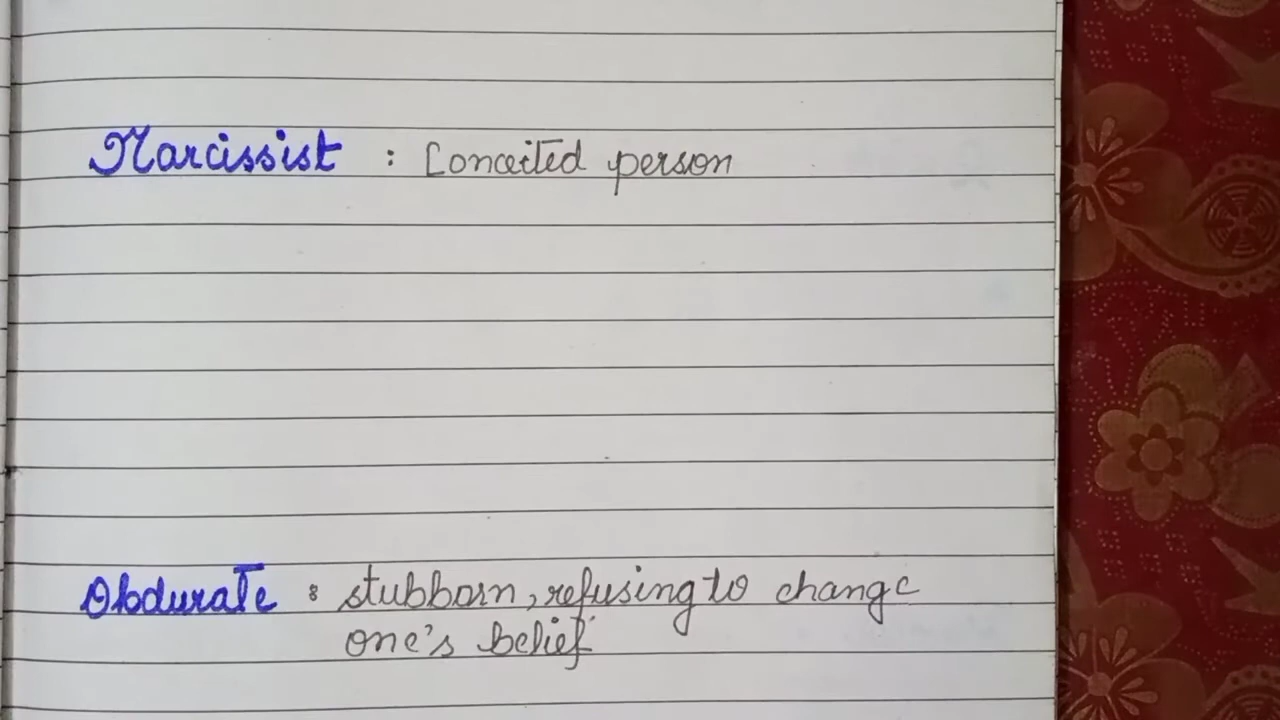 Narcissist : Conceited person
Obdurate : stubborn, refusing to change
one's belief